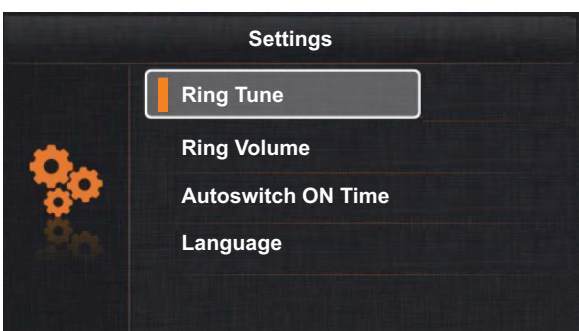 Settings
Ring Tune
Ring Volume
Autoswitch ON Time
Language